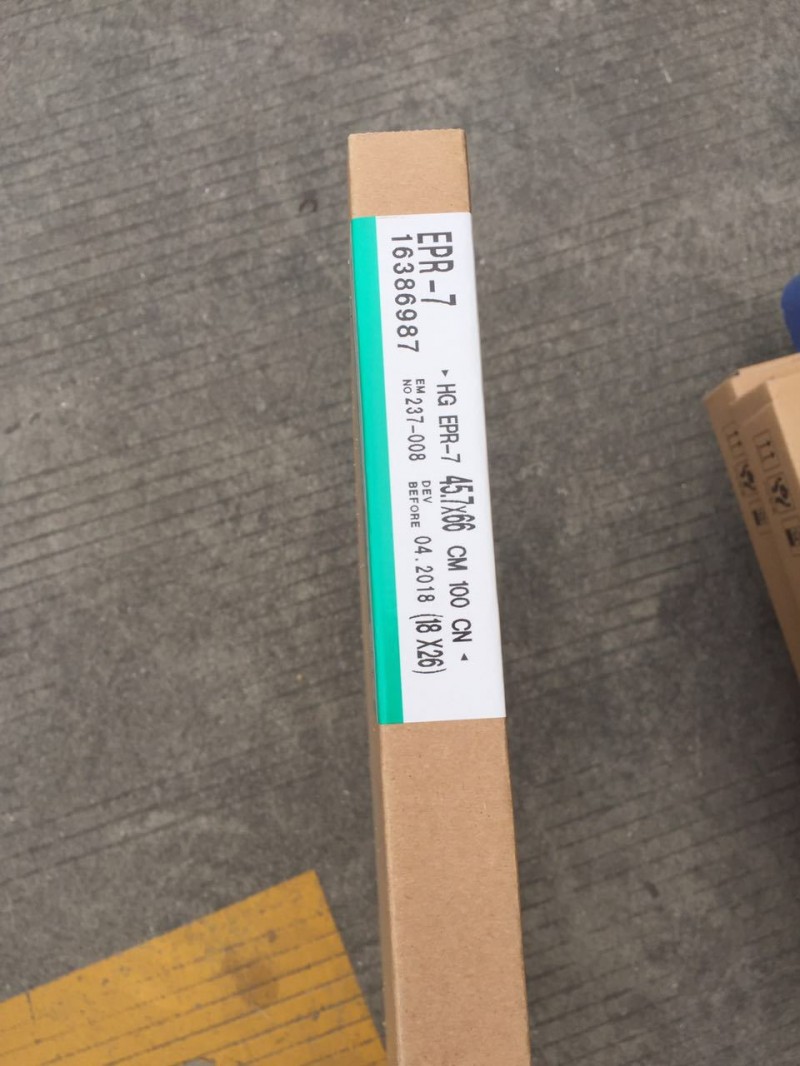 EPR-7
16386987
▸ HG EPR-7 45.7X66 CM 100 CN ◂
EM NO 237-008 DEV BEFORE 04.2018 (18 X26)